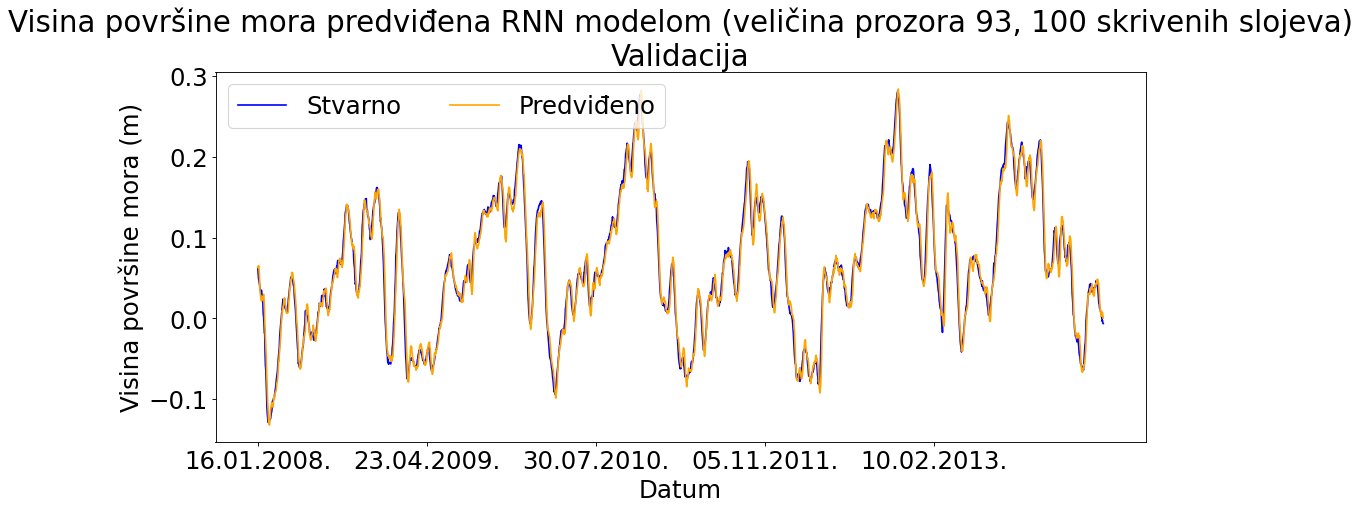 Visina površine mora predviđena RNN modelom (veličina prozora 93, 100 skrivenih slojeva)
Validacija
Stvarno Predviđeno
Visina površine mora (m)
0.3
0.2
0.1
0.0
−0.1
16.01.2008. 23.04.2009. 30.07.2010. 05.11.2011. 10.02.2013.
Datum